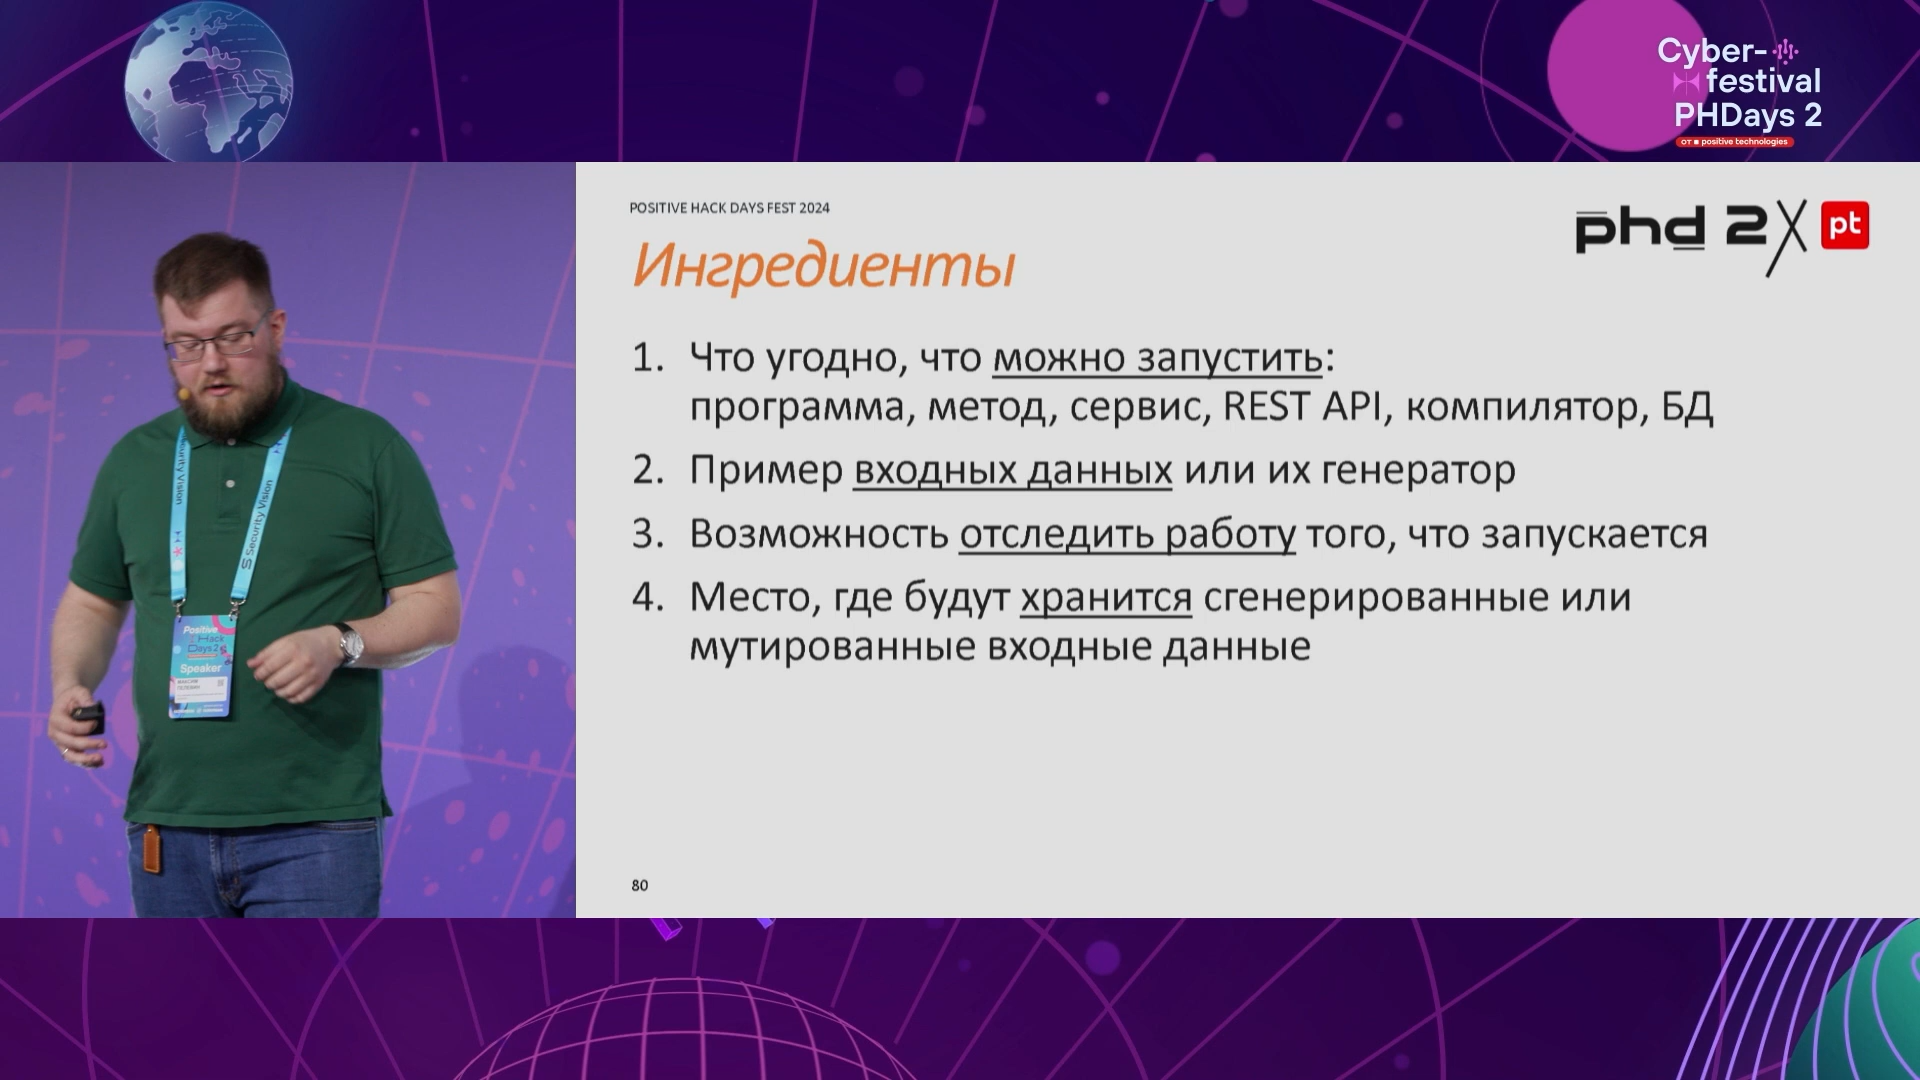 Cyber-
festival
PHDays 2
от positive technologies
POSITIVE HACK DAYS FEST 2024
phd 2
pt
Ингредиенты
1. Что угодно, что можно запустить:
программа, метод, сервис, REST API, компилятор, БД
2. Пример входных данных или их генератор
3. Возможность отследить работу того, что запускается
4. Место, где будут хранится сгенерированные или
мутированные входные данные
80
Security Vision
Security Vision
Positive
Hack
Days 2
Speaker
МАКСИМ